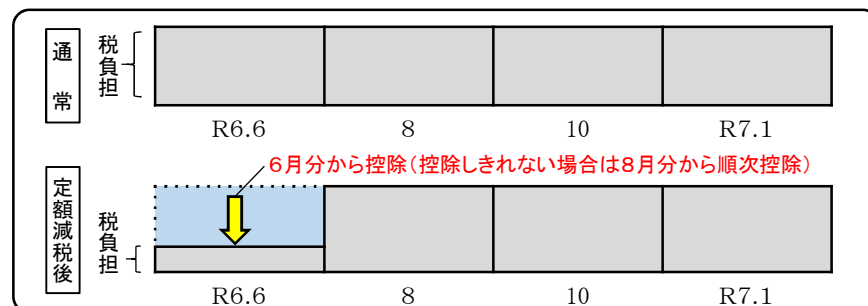 通常
税負担
R6.6 8 10 R7.1
6月分から控除（控除しきれない場合は8月分から順次控除）
定額減税後
税負担
R6.6 8 10 R7.1